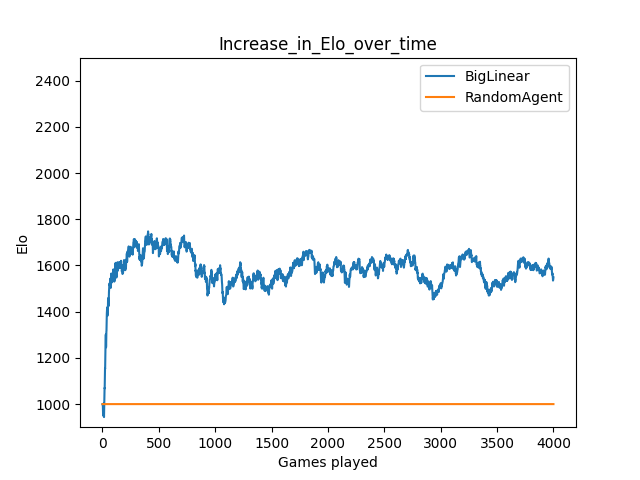 Increase_in_Elo_over_time
BigLinear
RandomAgent
2400
2200
2000
1800
1600
1400
1200
1000
Elo
0 500 1000 1500 2000 2500 3000 3500 4000
Games played